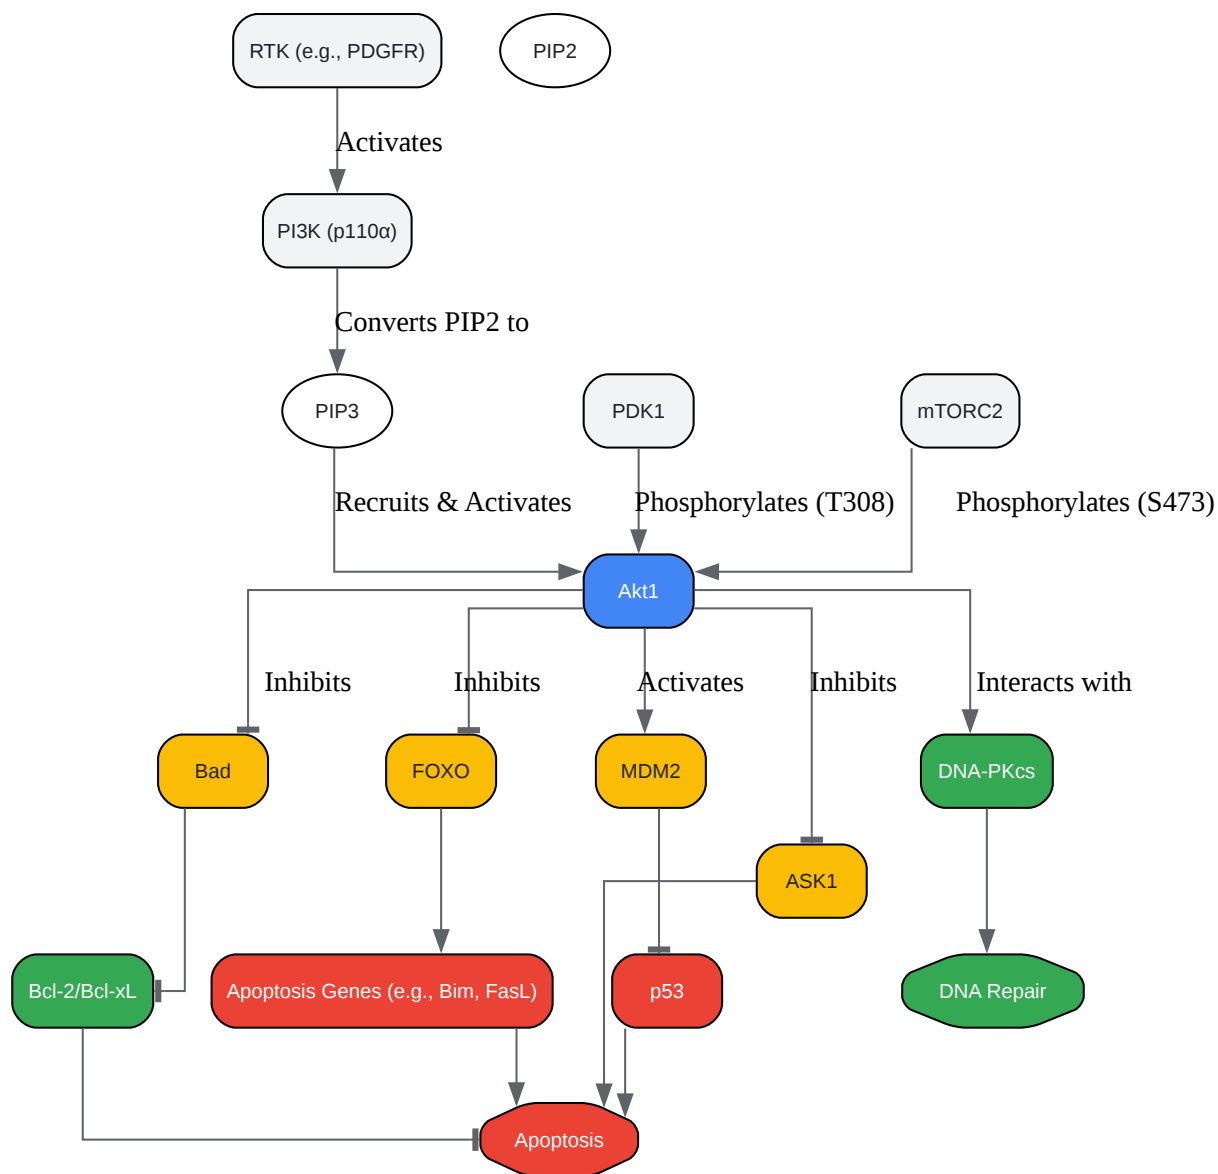 RTK (e.g., PDGFR)
PIP2
Activates
PI3K (p110α)
Converts PIP2 to
PIP3
PDK1
mTORC2
Recruits & Activates
Phosphorylates (T308)
Phosphorylates (S473)
Akt1
Inhibits
Inhibits
Activates
Inhibits
Interacts with
Bad
FOXO
MDM2
DNA-PKcs
ASK1
Bcl-2/Bcl-xL
Apoptosis Genes (e.g., Bim, FasL)
p53
DNA Repair
Apoptosis